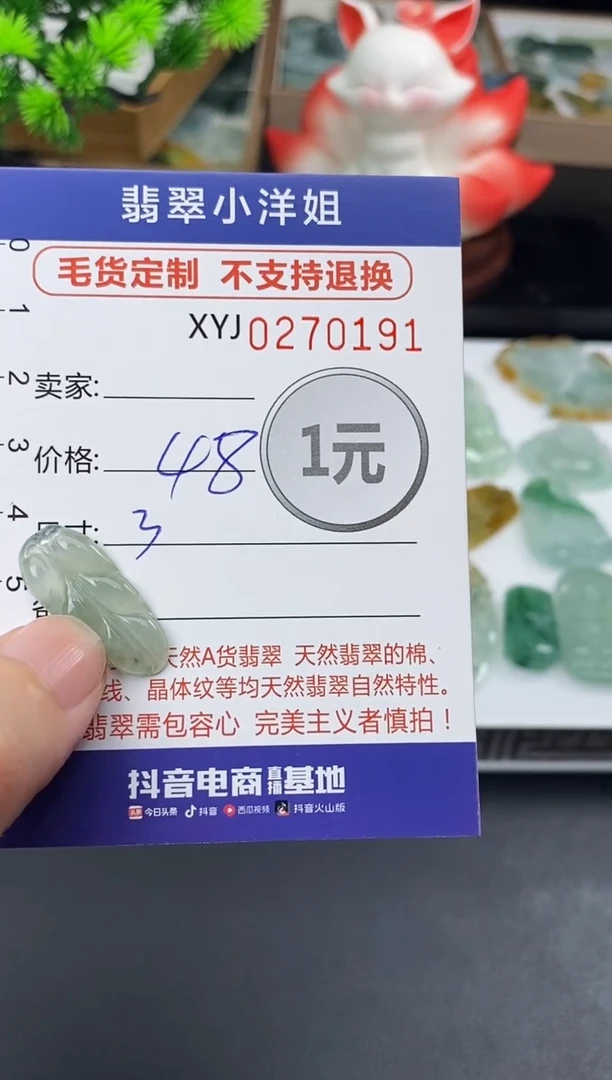 翡翠小洋姐
毛货定制 不支持退换
XYJ0270191
0
1
2
3
4
5
卖家:
价格: 48
寸: 3
1元
天然A货翡翠 天然翡翠的棉、
线、晶体纹等均天然翡翠自然特性。
翡翠需包容心 完美主义者慎拍！
抖音电商直播基地
头条 今日头条 抖音 西瓜视频 抖音火山版